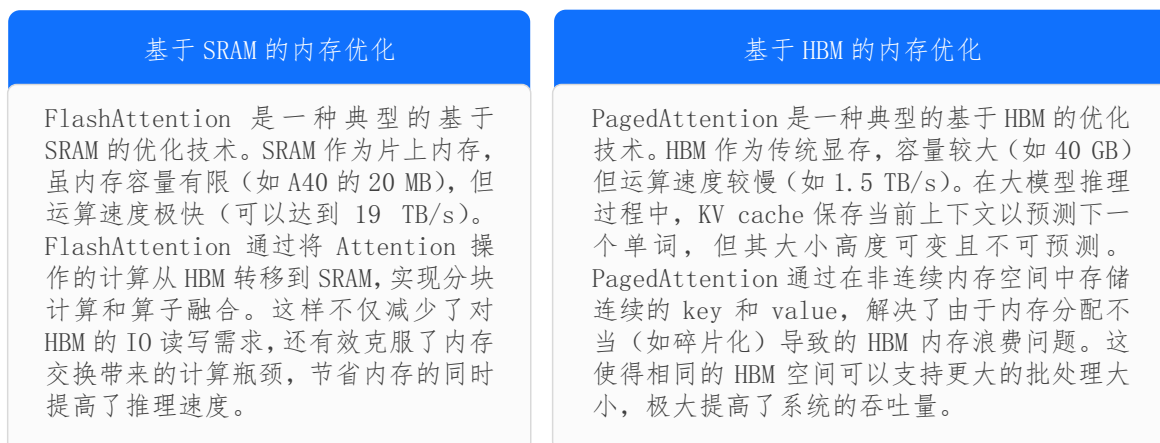 基于 SRAM 的内存优化
FlashAttention 是一种典型的基于
SRAM 的优化技术。SRAM 作为片上内存，
虽内存容量有限（如 A40 的 20 MB），但
运算速度极快（可以达到 19 TB/s）。
FlashAttention 通过将 Attention 操
作的计算从 HBM 转移到 SRAM，实现分块
计算和算子融合。这样不仅减少了对
HBM 的 IO 读写需求，还有效克服了内存
交换带来的计算瓶颈，节省内存的同时
提高了推理速度。
基于 HBM 的内存优化
PagedAttention 是一种典型的基于 HBM 的优化
技术。HBM 作为传统显存，容量较大（如 40 GB）
但运算速度较慢（如 1.5 TB/s）。在大模型推理
过程中，KV cache 保存当前上下文以预测下一
个单词，但其大小高度可变且不可预测。
PagedAttention 通过在非连续内存空间中存储
连续的 key 和 value，解决了由于内存分配不
当（如碎片化）导致的 HBM 内存浪费问题。这
使得相同的 HBM 空间可以支持更大的批处理大
小，极大提高了系统的吞吐量。